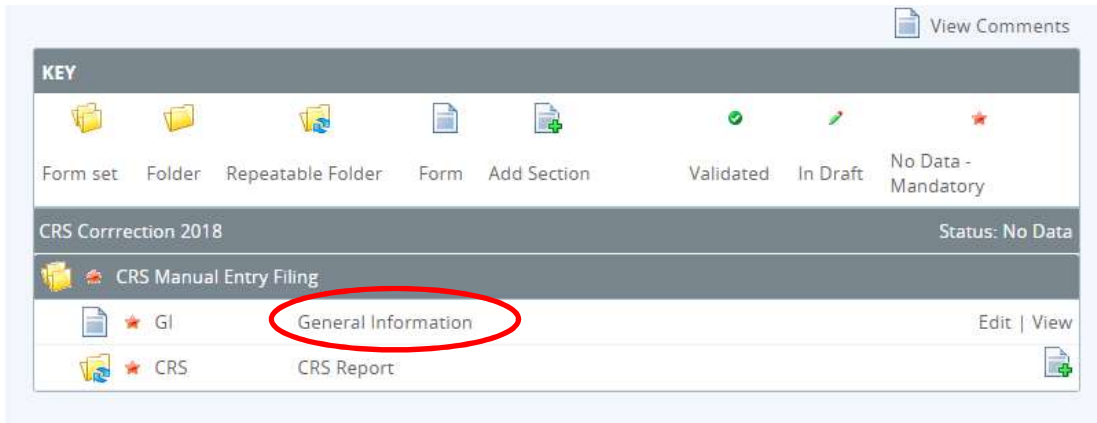 View Comments
KEY
Form set Folder Repeatable Folder Form Add Section Validated In Draft No Data - Mandatory
CRS Corrrection 2018 Status: No Data
CRS Manual Entry Filing
GI General Information Edit | View
CRS CRS Report